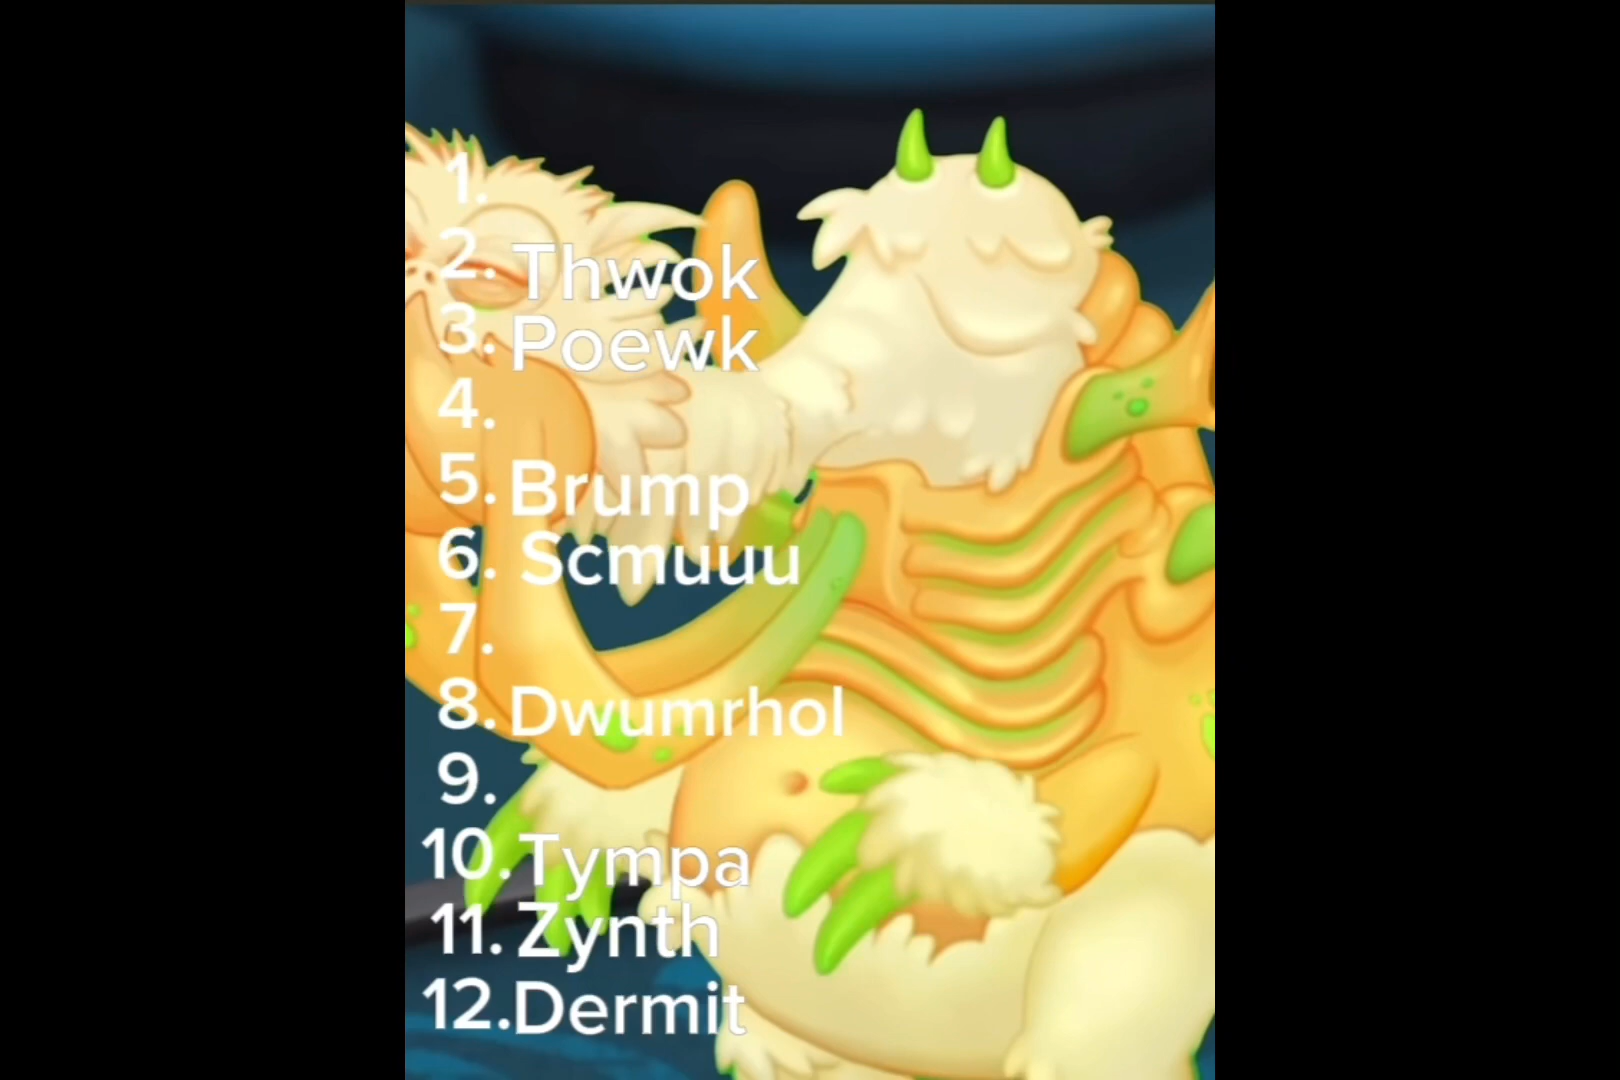 1.
2. Thwok
3. Poewk
4.
5. Brump
6. Scmuuu
7.
8. Dwumrhol
9.
10. Tympa
11. Zynth
12. Dermit